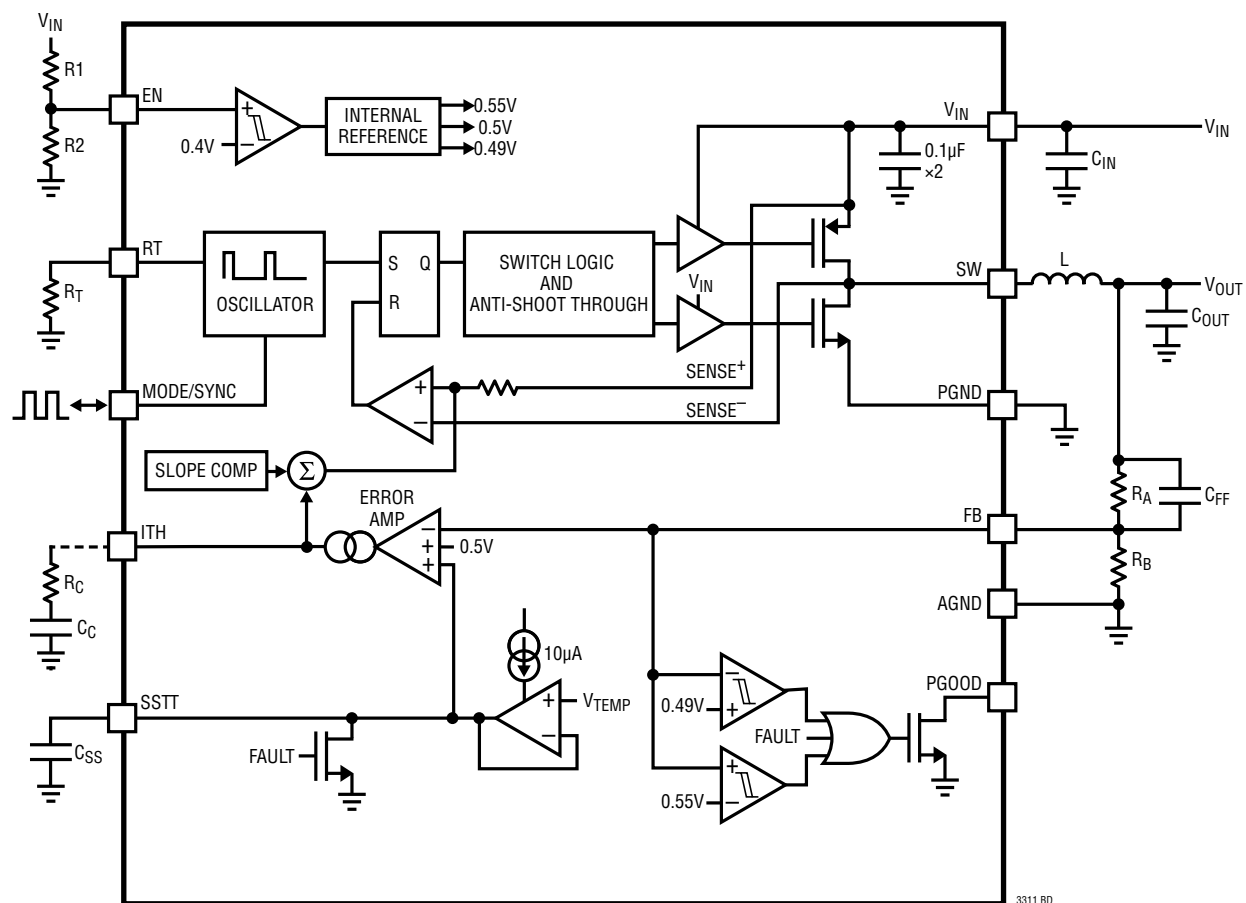 VIN
R1
EN
R2
0.4V
+
−
INTERNAL
REFERENCE
0.55V
0.5V
0.49V
VIN
VIN
0.1µF
×2
CIN
RT
RT
OSCILLATOR
S Q
R
SWITCH LOGIC
AND
ANTI-SHOOT THROUGH
VIN
SW
L
VOUT
COUT
MODE/SYNC
+
−
SENSE+
SENSE−
PGND
SLOPE COMP
Σ
ERROR
AMP
ITH
−
+
+
0.5V
FB
RA
CFF
RB
AGND
RC
CC
10µA
SSTT
CSS
FAULT
+
−
VTEMP
−
0.49V
+
FAULT
+
0.55V
−
PGOOD
3311 BD